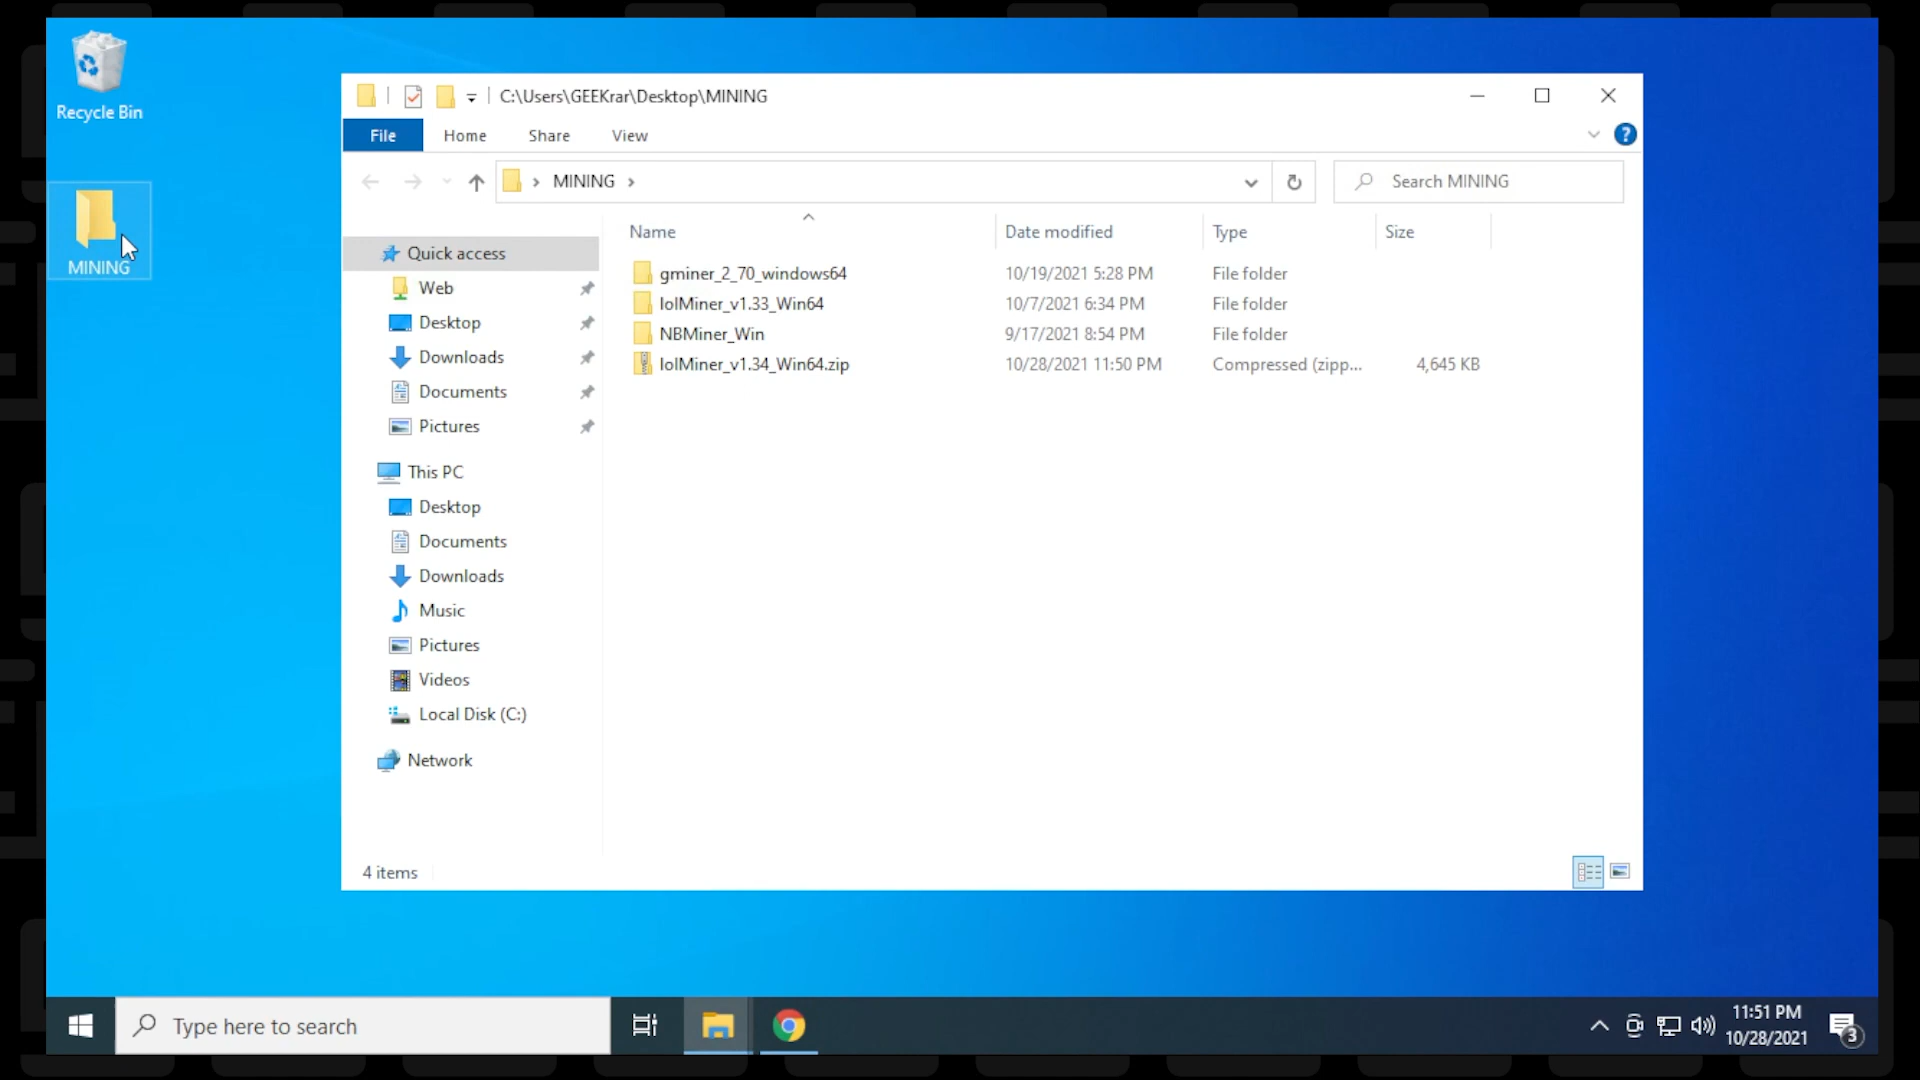 Recycle Bin
MINING
C:\Users\GEEKrar\Desktop\MINING
File Home Share View
?
MINING
Search MINING
Name Date modified Type Size
gminer_2_70_windows64 10/19/2021 5:28 PM File folder
lolMiner_v1.33_Win64 10/7/2021 6:34 PM File folder
NBMiner_Win 9/17/2021 8:54 PM File folder
lolMiner_v1.34_Win64.zip 10/28/2021 11:50 PM Compressed (zipp... 4,645 KB
Quick access
Web
Desktop
Downloads
Documents
Pictures
This PC
Desktop
Documents
Downloads
Music
Pictures
Videos
Local Disk (C:)
Network
4 items
Type here to search
11:51 PM
10/28/2021
3